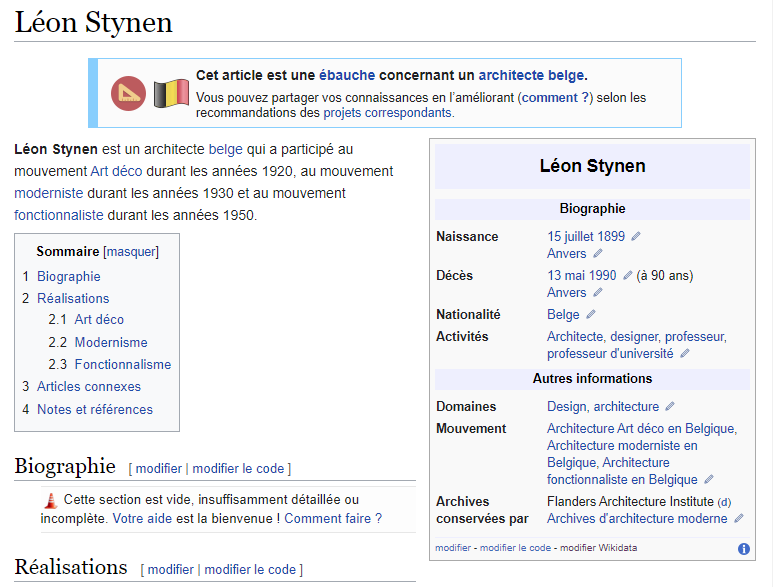 Léon Stynen
Cet article est une ébauche concernant un architecte belge.
Vous pouvez partager vos connaissances en l’améliorant (comment ?) selon les
recommandations des projets correspondants.
Léon Stynen est un architecte belge qui a participé au
mouvement Art déco durant les années 1920, au mouvement
moderniste durant les années 1930 et au mouvement
fonctionnaliste durant les années 1950.
Sommaire [masquer]
1 Biographie
2 Réalisations
2.1 Art déco
2.2 Modernisme
2.3 Fonctionnalisme
3 Articles connexes
4 Notes et références
Léon Stynen
Biographie
Naissance 15 juillet 1899
Anvers
Décès 13 mai 1990 (à 90 ans)
Anvers
Nationalité Belge
Activités Architecte, designer, professeur,
professeur d'université
Autres informations
Domaines Design, architecture
Mouvement Architecture Art déco en Belgique,
Architecture moderniste en
Belgique, Architecture
fonctionnaliste en Belgique
Archives Flanders Architecture Institute (d)
conservées par Archives d'architecture moderne
modifier - modifier le code - modifier Wikidata
Biographie [ modifier | modifier le code ]
Cette section est vide, insuffisamment détaillée ou
incomplète. Votre aide est la bienvenue ! Comment faire ?
Réalisations [ modifier | modifier le code ]